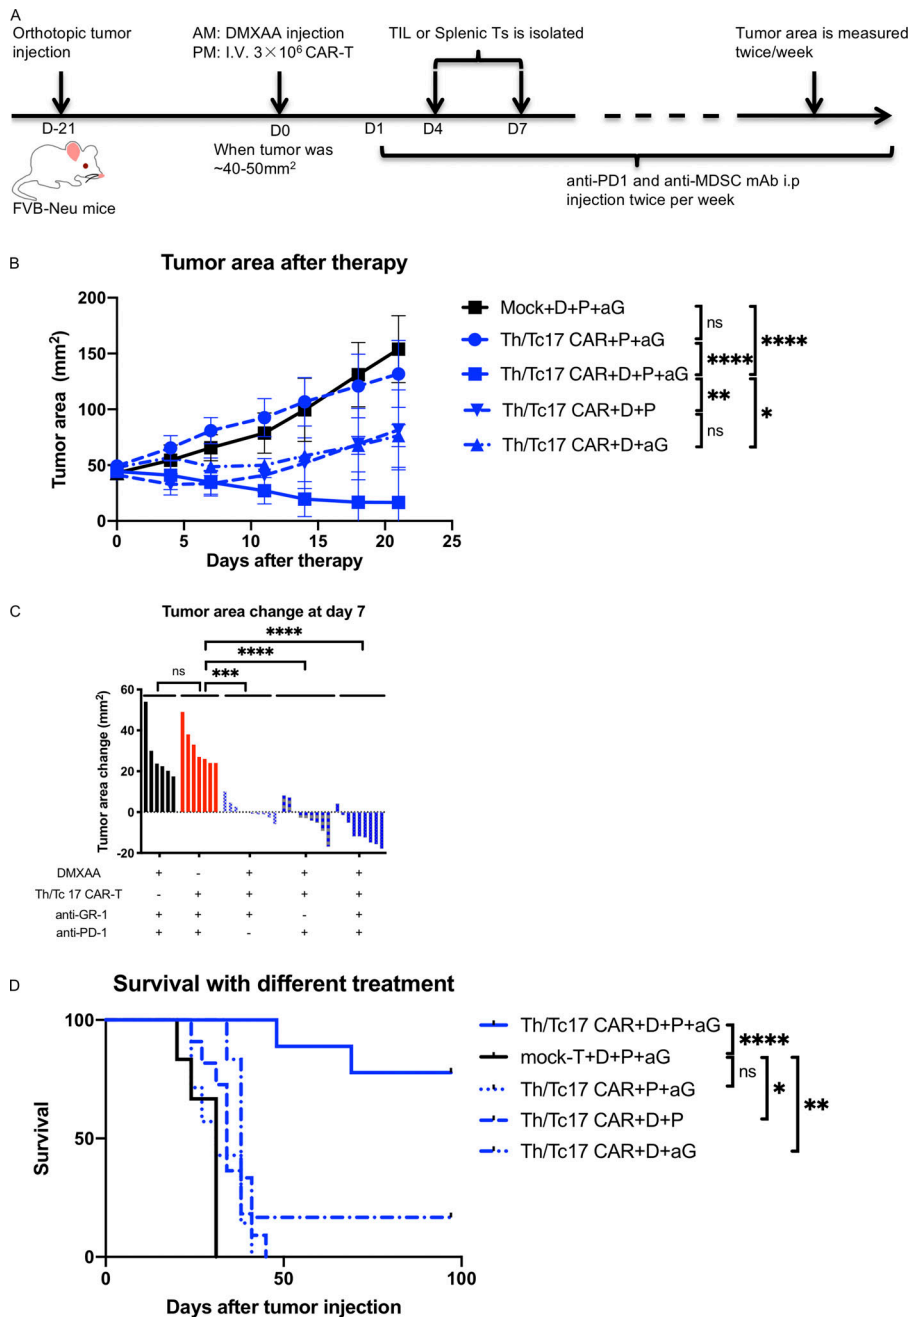 A
Orthotopic tumor
injection
AM: DMXAA injection
PM: I.V. 3×10⁶ CAR-T
TIL or Splenic Ts is isolated
Tumor area is measured
twice/week
D-21
D0
D1
D4
D7
When tumor was
~40-50mm²
FVB-Neu mice
anti-PD1 and anti-MDSC mAb i.p
injection twice per week
B
Tumor area after therapy
Tumor area (mm²)
200
150
100
50
0
0 5 10 15 20 25
Days after therapy
Mock+D+P+aG
Th/Tc17 CAR+P+aG
Th/Tc17 CAR+D+P+aG
Th/Tc17 CAR+D+P
Th/Tc17 CAR+D+aG
ns
****
**
ns
****
*
C
Tumor area change at day 7
****
****
***
ns
Tumor area change (mm²)
60
40
20
0
-20
DMXAA + - + + +
Th/Tc 17 CAR-T - + + + +
anti-GR-1 + + + - +
anti-PD-1 + + - + +
D
Survival with different treatment
Survival
100
50
0
0 50 100
Days after tumor injection
Th/Tc17 CAR+D+P+aG
mock-T+D+P+aG
Th/Tc17 CAR+P+aG
Th/Tc17 CAR+D+P
Th/Tc17 CAR+D+aG
****
ns
*
**